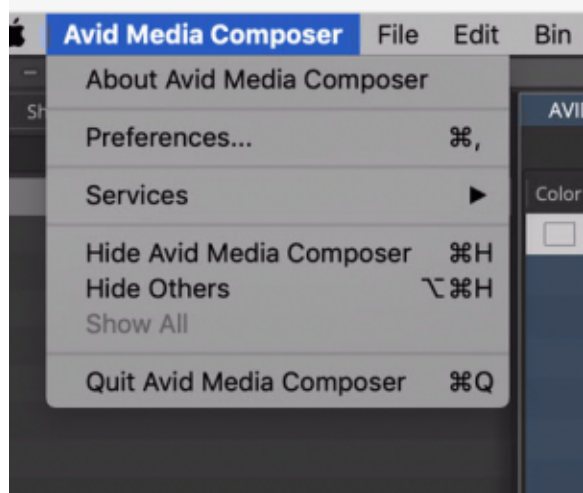 Avid Media Composer File Edit Bin
About Avid Media Composer
Preferences... ⌘,
Services ▶
Hide Avid Media Composer ⌘H
Hide Others ⌥⌘H
Show All
Quit Avid Media Composer ⌘Q
Color